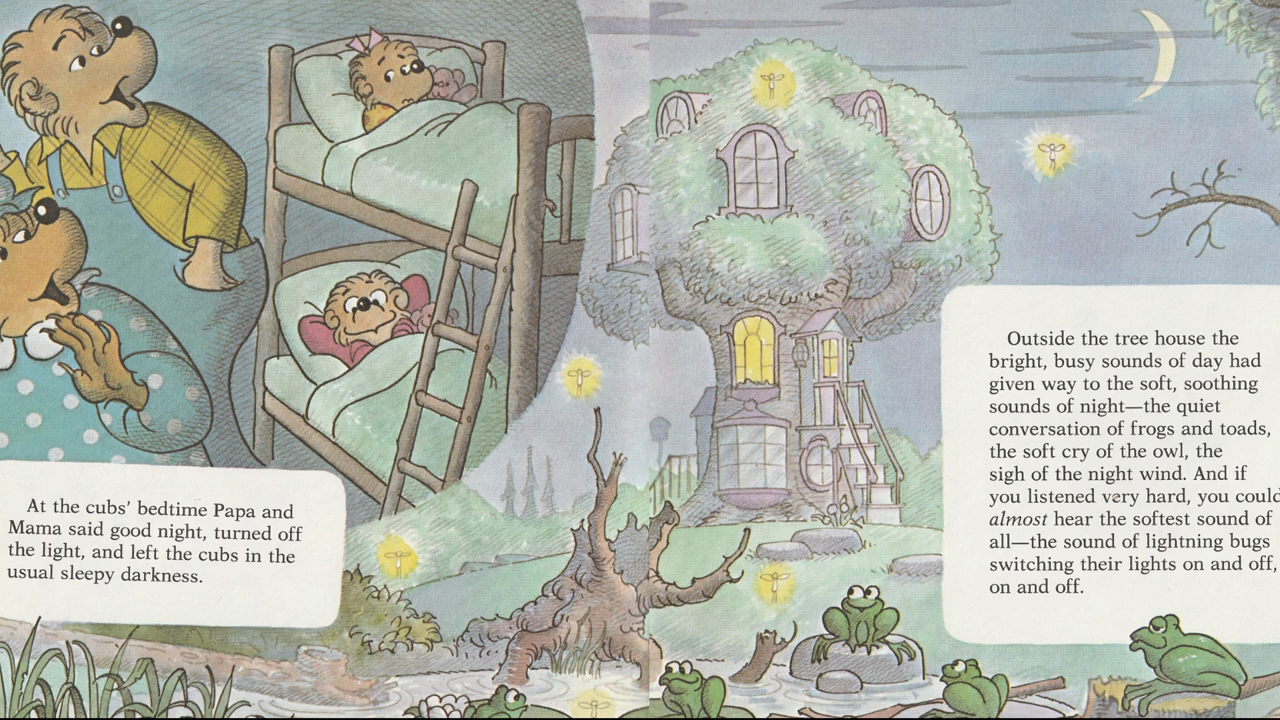 At the cubs' bedtime Papa and
Mama said good night, turned off
the light, and left the cubs in the
usual sleepy darkness.
Outside the tree house the
bright, busy sounds of day had
given way to the soft, soothing
sounds of night—the quiet
conversation of frogs and toads,
the soft cry of the owl, the
sigh of the night wind. And if
you listened very hard, you could
almost hear the softest sound of
all—the sound of lightning bugs
switching their lights on and off,
on and off.